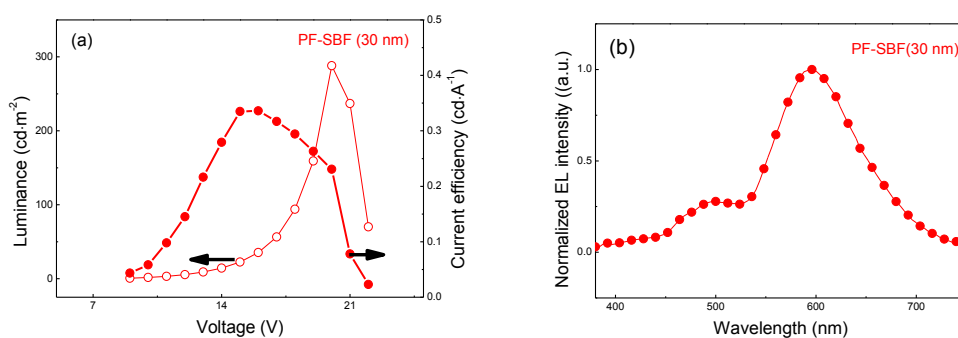 (a)
PF-SBF (30 nm)
Luminance (cd·m⁻²)
300
200
100
0
7
14
21
Voltage (V)
0.5
0.4
0.3
0.2
0.1
0.0
Current efficiency (cd·A⁻¹)
(b)
PF-SBF(30 nm)
Normalized EL intensity ((a.u.)
1.0
0.5
0.0
400
500
600
700
Wavelength (nm)